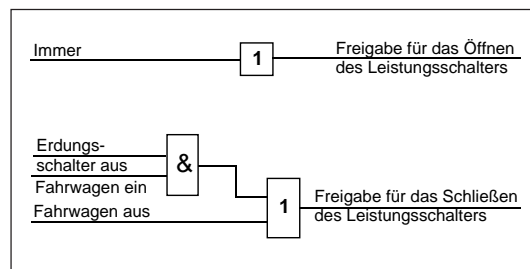 Immer
1
Freigabe für das Öffnen
des Leistungsschalters
Erdungs-
schalter aus
Fahrwagen ein
&
Fahrwagen aus
1
Freigabe für das Schließen
des Leistungsschalters